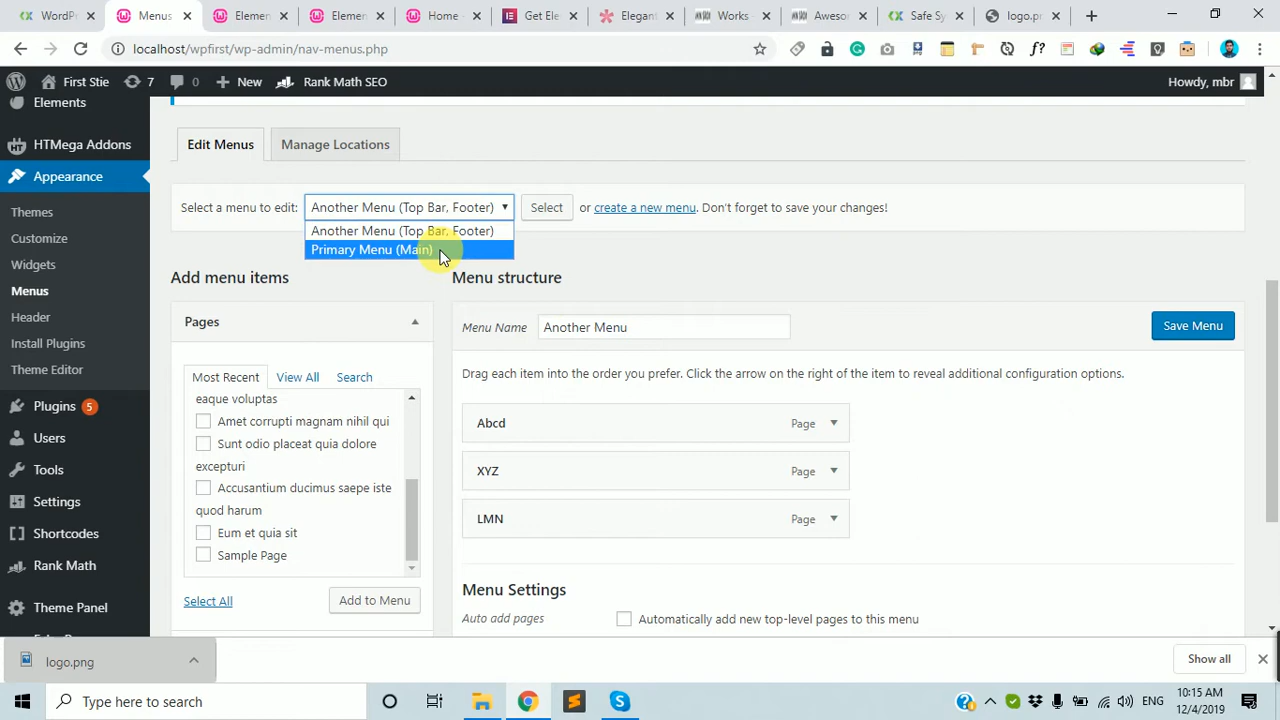 WordP
Menus
Elemen
Elemen
Home -
Get Ele
Elegant
Works
Aweso
Safe Sy
logo.pn
localhost/wpfirst/wp-admin/nav-menus.php
First Stie
7
0
New
Rank Math SEO
Howdy, mbr
Elements
HTMega Addons
Appearance
Themes
Customize
Widgets
Menus
Header
Install Plugins
Theme Editor
Plugins 5
Users
Tools
Settings
Shortcodes
Rank Math
Theme Panel
Edit Menus
Manage Locations
Select a menu to edit: Another Menu (Top Bar, Footer) Select or create a new menu. Don't forget to save your changes!
Another Menu (Top Bar, Footer)
Primary Menu (Main)
Add menu items
Pages
Most Recent View All Search
eaque voluptas
Amet corrupti magnam nihil qui
Sunt odio placeat quia dolore
excepturi
Accusantium ducimus saepe iste
quod harum
Eum et quia sit
Sample Page
Select All
Add to Menu
Menu structure
Menu Name Another Menu
Save Menu
Drag each item into the order you prefer. Click the arrow on the right of the item to reveal additional configuration options.
Abcd Page
XYZ Page
LMN Page
Menu Settings
Auto add pages Automatically add new top-level pages to this menu
logo.png
Show all
Type here to search
ENG
10:15 AM
12/4/2019